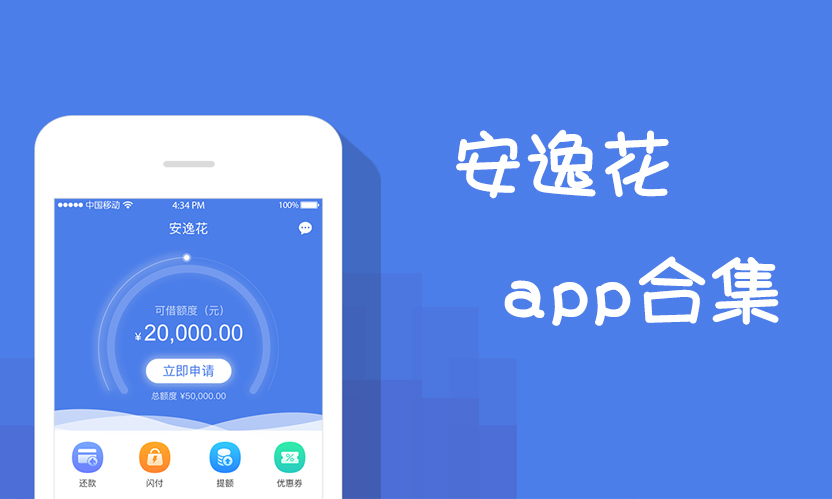 安逸花
app合集
中国移动 4:34 PM 100%
安逸花
可借额度（元）
¥ 20,000.00
立即申请
总额度 ¥50,000.00
还款 闪付 提额 优惠券